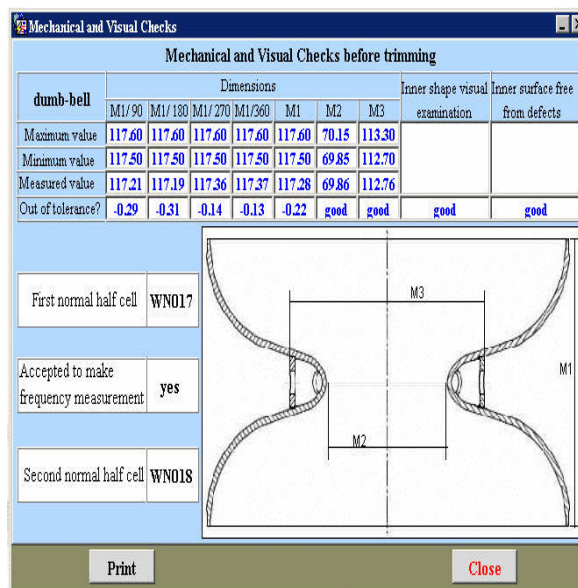 Mechanical and Visual Checks
Mechanical and Visual Checks before trimming
dumb-bell
Dimensions
Inner shape visual examination
Inner surface free from defects
M1/ 90 M1/ 180 M1/ 270 M1/360 M1 M2 M3
Maximum value 117.60 117.60 117.60 117.60 117.60 70.15 113.30
Minimum value 117.50 117.50 117.50 117.50 117.50 69.85 112.70
Measured value 117.21 117.19 117.36 117.37 117.28 69.86 112.76
Out of tolerance? -0.29 -0.31 -0.14 -0.13 -0.22 good good good good
First normal half cell WN017
Accepted to make
frequency measurement yes
Second normal half cell WN018
M3
M1
M2
Print
Close